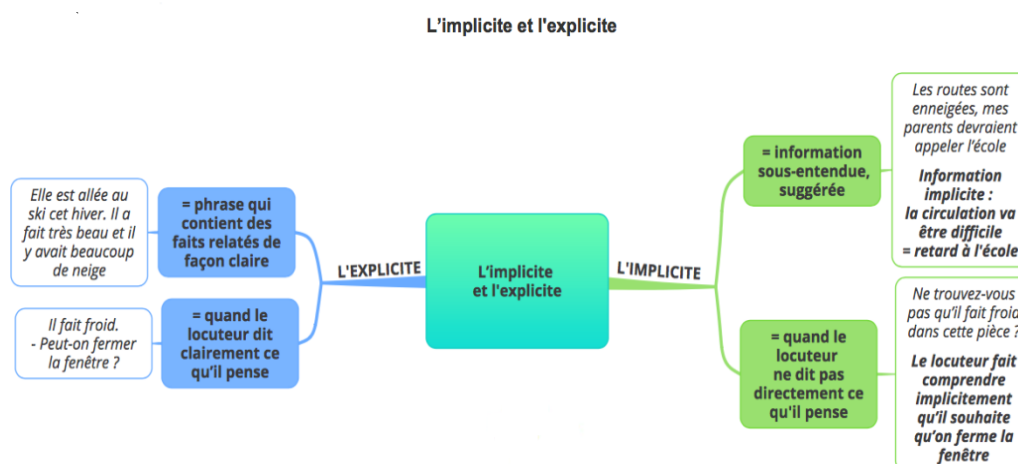 L'implicite et l'explicite
Elle est allée au
ski cet hiver. Il a
fait très beau et il
y avait beaucoup
de neige
= phrase qui
contient des
faits relatés de
façon claire
Il fait froid.
- Peut-on fermer
la fenêtre ?
= quand le
locuteur dit
clairement ce
qu'il pense
L'EXPLICITE
L'implicite
et l'explicite
L'IMPLICITE
= information
sous-entendue,
suggérée
Les routes sont
enneigées, mes
parents devraient
appeler l'école
Information
implicite :
la circulation va
être difficile
= retard à l'école
= quand le
locuteur
ne dit pas
directement ce
qu'il pense
Ne trouvez-vous
pas qu'il fait froid
dans cette pièce ?
Le locuteur fait
comprendre
implicitement
qu'il souhaite
qu'on ferme la
fenêtre